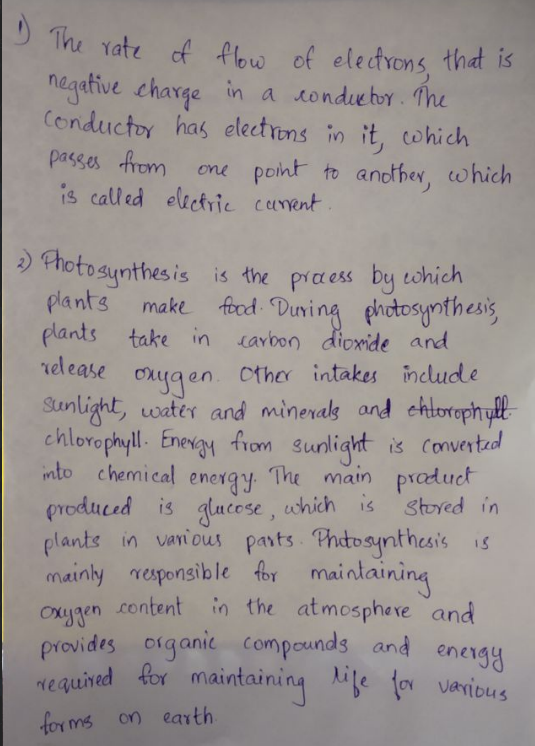 1) The rate of flow of electrons, that is
negative charge in a conductor. The
conductor has electrons in it, which
passes from one point to another, which
is called electric current.
2) Photosynthesis is the process by which
plants make food. During photosynthesis,
plants take in carbon dioxide and
release oxygen. Other intakes include
sunlight, water and minerals and chlorophyll.
chlorophyll. Energy from sunlight is converted
into chemical energy. The main product
produced is glucose, which is stored in
plants in various parts. Photosynthesis is
mainly responsible for maintaining
oxygen content in the atmosphere and
provides organic compounds and energy
required for maintaining life for various
forms on earth.